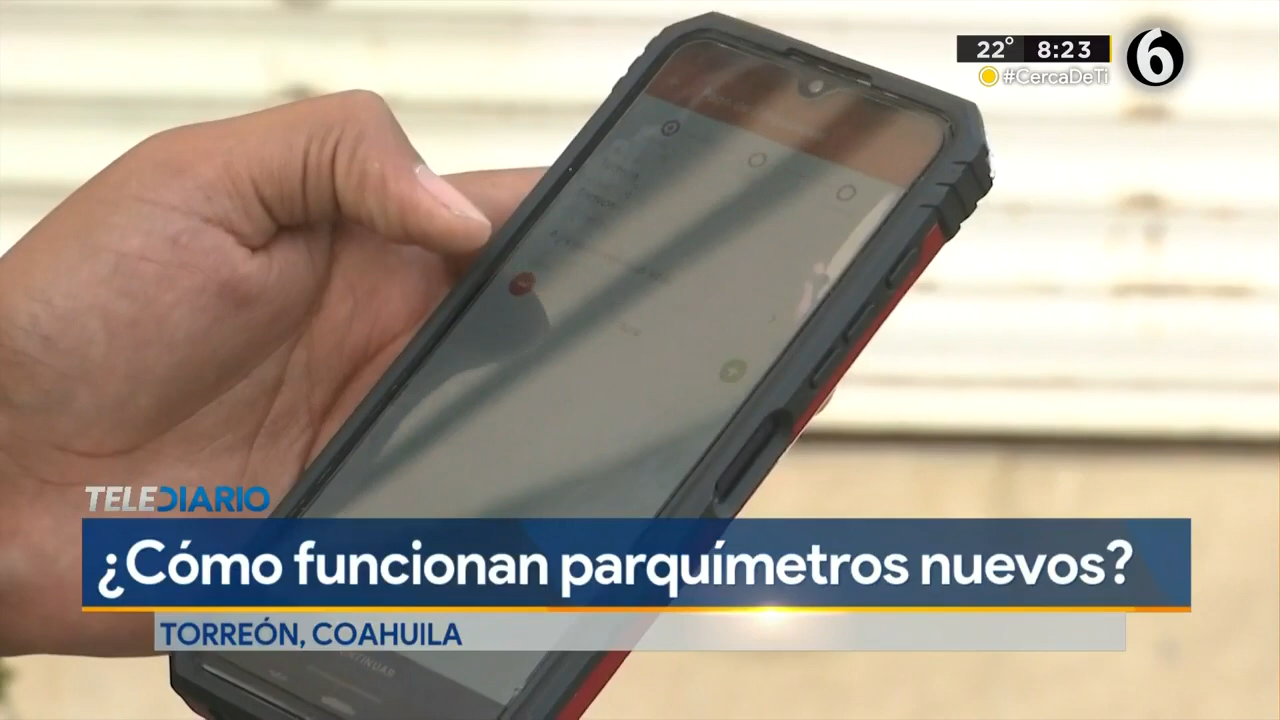 22° 8:23
#CercaDeTi
6
TELEDIARIO
¿Cómo funcionan parquímetros nuevos?
TORREÓN, COAHUILA